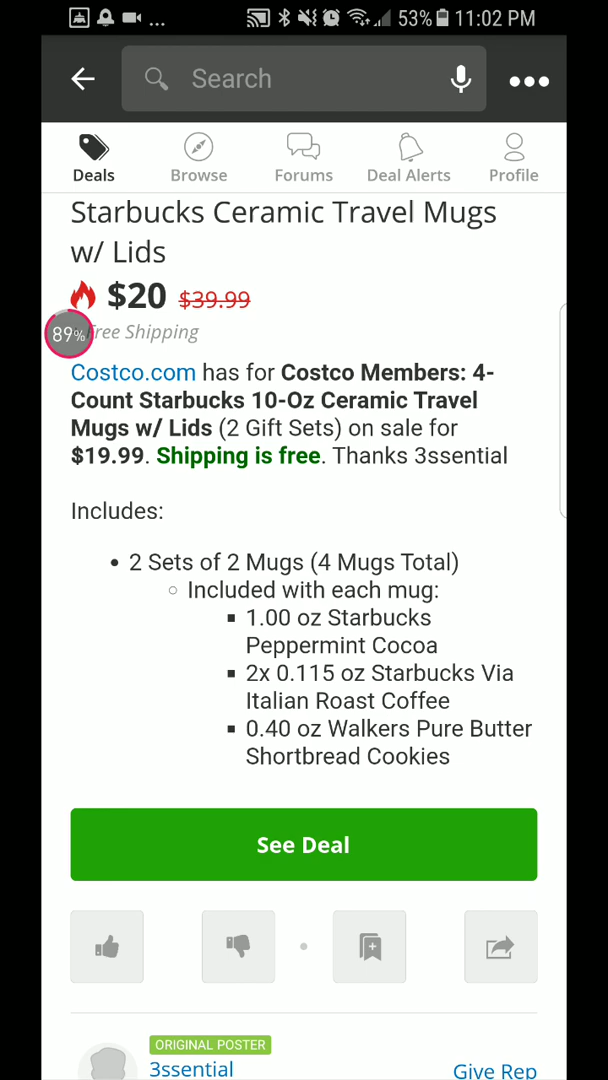 ... 53% 11:02 PM
Search
Deals Browse Forums Deal Alerts Profile
Starbucks Ceramic Travel Mugs
w/ Lids
$20 $39.99
89% Free Shipping
Costco.com has for Costco Members: 4-
Count Starbucks 10-Oz Ceramic Travel
Mugs w/ Lids (2 Gift Sets) on sale for
$19.99. Shipping is free. Thanks 3ssential
Includes:
• 2 Sets of 2 Mugs (4 Mugs Total)
○ Included with each mug:
▪ 1.00 oz Starbucks
Peppermint Cocoa
▪ 2x 0.115 oz Starbucks Via
Italian Roast Coffee
▪ 0.40 oz Walkers Pure Butter
Shortbread Cookies
See Deal
ORIGINAL POSTER
3ssential Give Rep